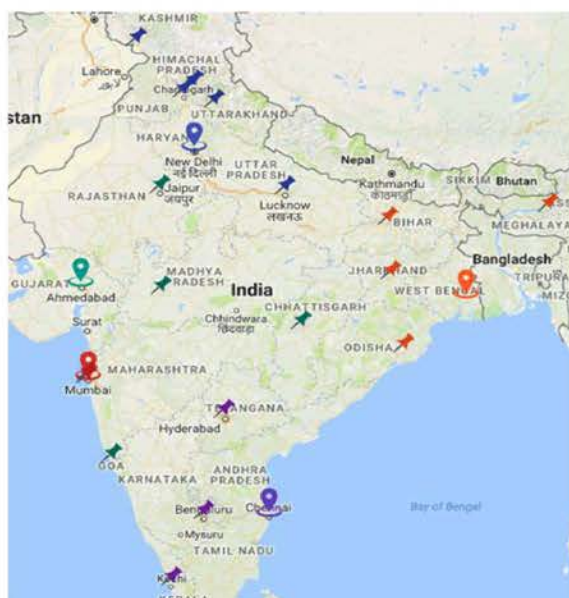 KASHMIR
HIMACHAL
PRADESH
Lahore
Chandigarh
PUNJAB
UTTARAKHAND
stan
HARYAN
New Delhi
नई दिल्ली
UTTAR
PRADESH
Nepal
Kathmandu
काठमाडौं
SIKKIM
Bhutan
RAJASTHAN
Jaipur
जयपुर
Lucknow
लखनऊ
BIHAR
MEGHALAYA
Bangladesh
GUJARAT
Ahmedabad
MADHYA
PRADESH
India
JHARKHAND
WEST BENGAL
TRIPURA
MIZO
CHHATTISGARH
Chhindwara
छिंदवाड़ा
Surat
ODISHA
MAHARASHTRA
Mumbai
TELANGANA
Hyderabad
GOA
KARNATAKA
ANDHRA
PRADESH
Bengaluru
Chennai
Bay of Bengal
Mysuru
TAMIL NADU
Kochi
KERALA